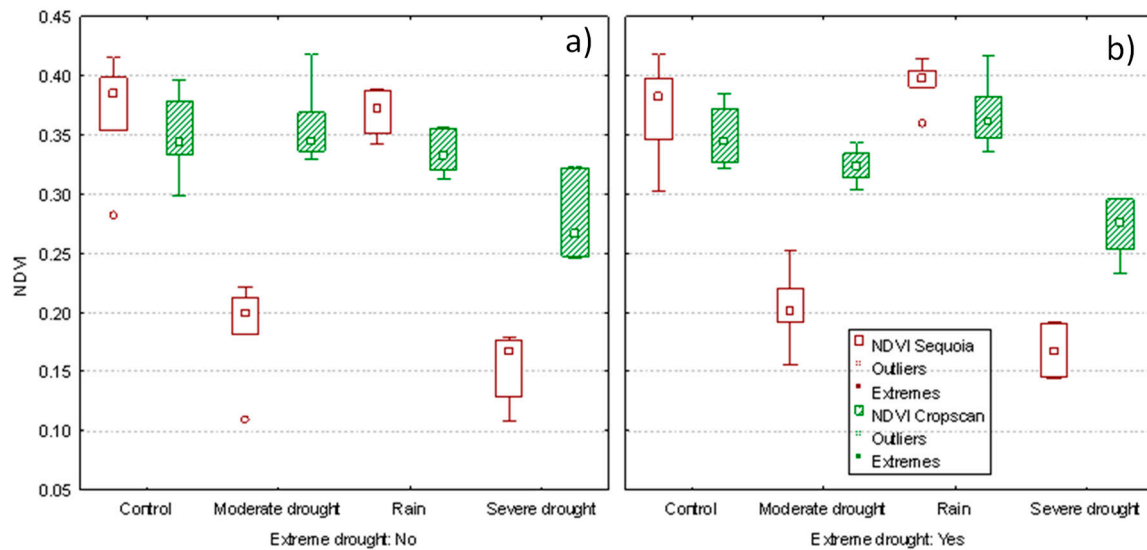 a)
b)
0.45
0.40
0.35
0.30
0.25
0.20
0.15
0.10
0.05
NDVI
Control
Moderate drought
Rain
Severe drought
Extreme drought: No
Control
Moderate drought
Rain
Severe drought
Extreme drought: Yes
NDVI Sequoia
Outliers
Extremes
NDVI Cropscan
Outliers
Extremes